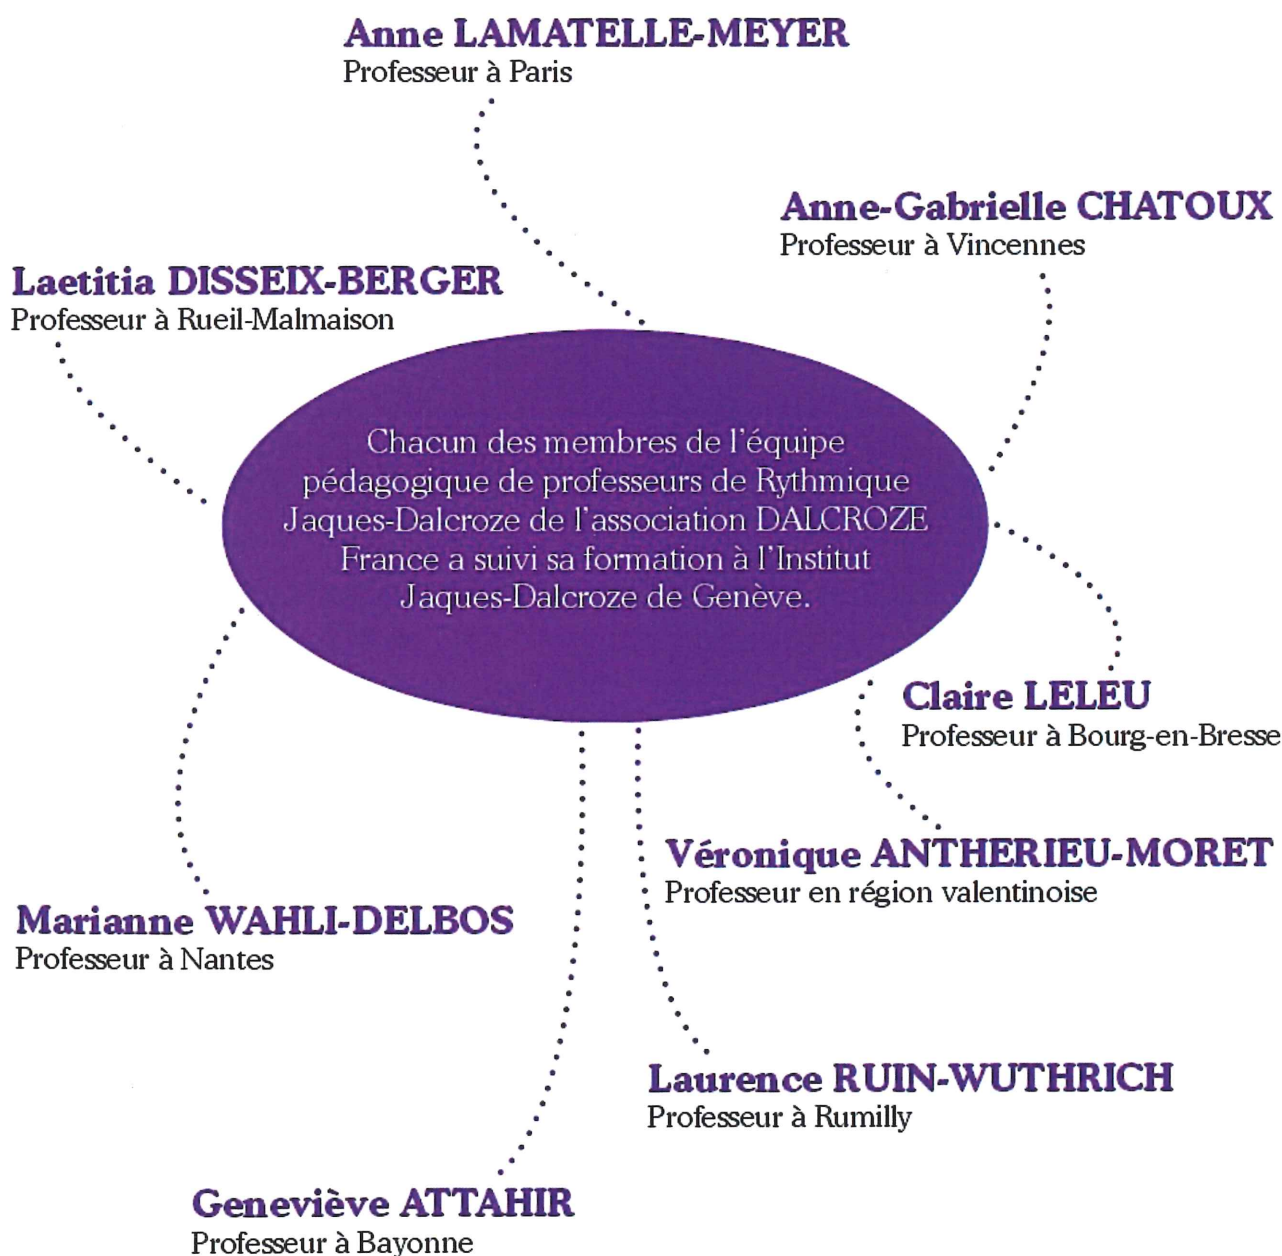 Anne LAMATELLE-MEYER
Professeur à Paris
Anne-Gabrielle CHATOUX
Professeur à Vincennes
Laetitia DISSEIX-BERGER
Professeur à Rueil-Malmaison
Chacun des membres de l'équipe
pédagogique de professeurs de Rythmique
Jaques-Dalcroze de l'association DALCROZE
France a suivi sa formation à l'Institut
Jaques-Dalcroze de Genève.
Claire LELEU
Professeur à Bourg-en-Bresse
Véronique ANTHERIEU-MORET
Professeur en région valentinoise
Marianne WAHLI-DELBOS
Professeur à Nantes
Laurence RUIN-WUTHRICH
Professeur à Rumilly
Geneviève ATTAHIR
Professeur à Bayonne